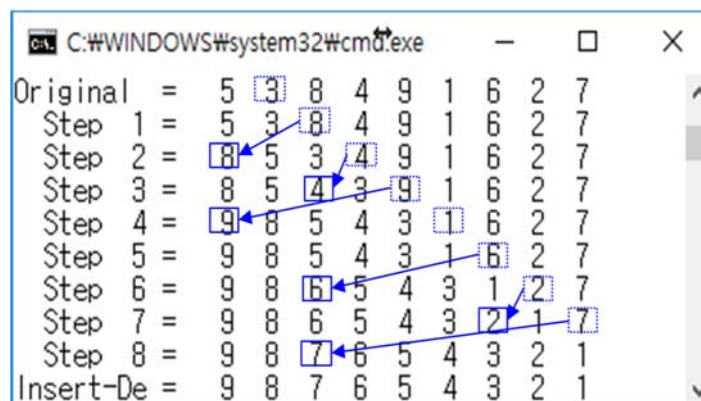 C:₩WINDOWS₩system32₩cmd.exe
Original = 5 3 8 4 9 1 6 2 7
Step 1 = 5 3 8 4 9 1 6 2 7
Step 2 = 8 5 3 4 9 1 6 2 7
Step 3 = 8 5 4 3 9 1 6 2 7
Step 4 = 9 8 5 4 3 1 6 2 7
Step 5 = 9 8 5 4 3 1 6 2 7
Step 6 = 9 8 6 5 4 3 1 2 7
Step 7 = 9 8 6 5 4 3 2 1 7
Step 8 = 9 8 7 6 5 4 3 2 1
Insert-De = 9 8 7 6 5 4 3 2 1